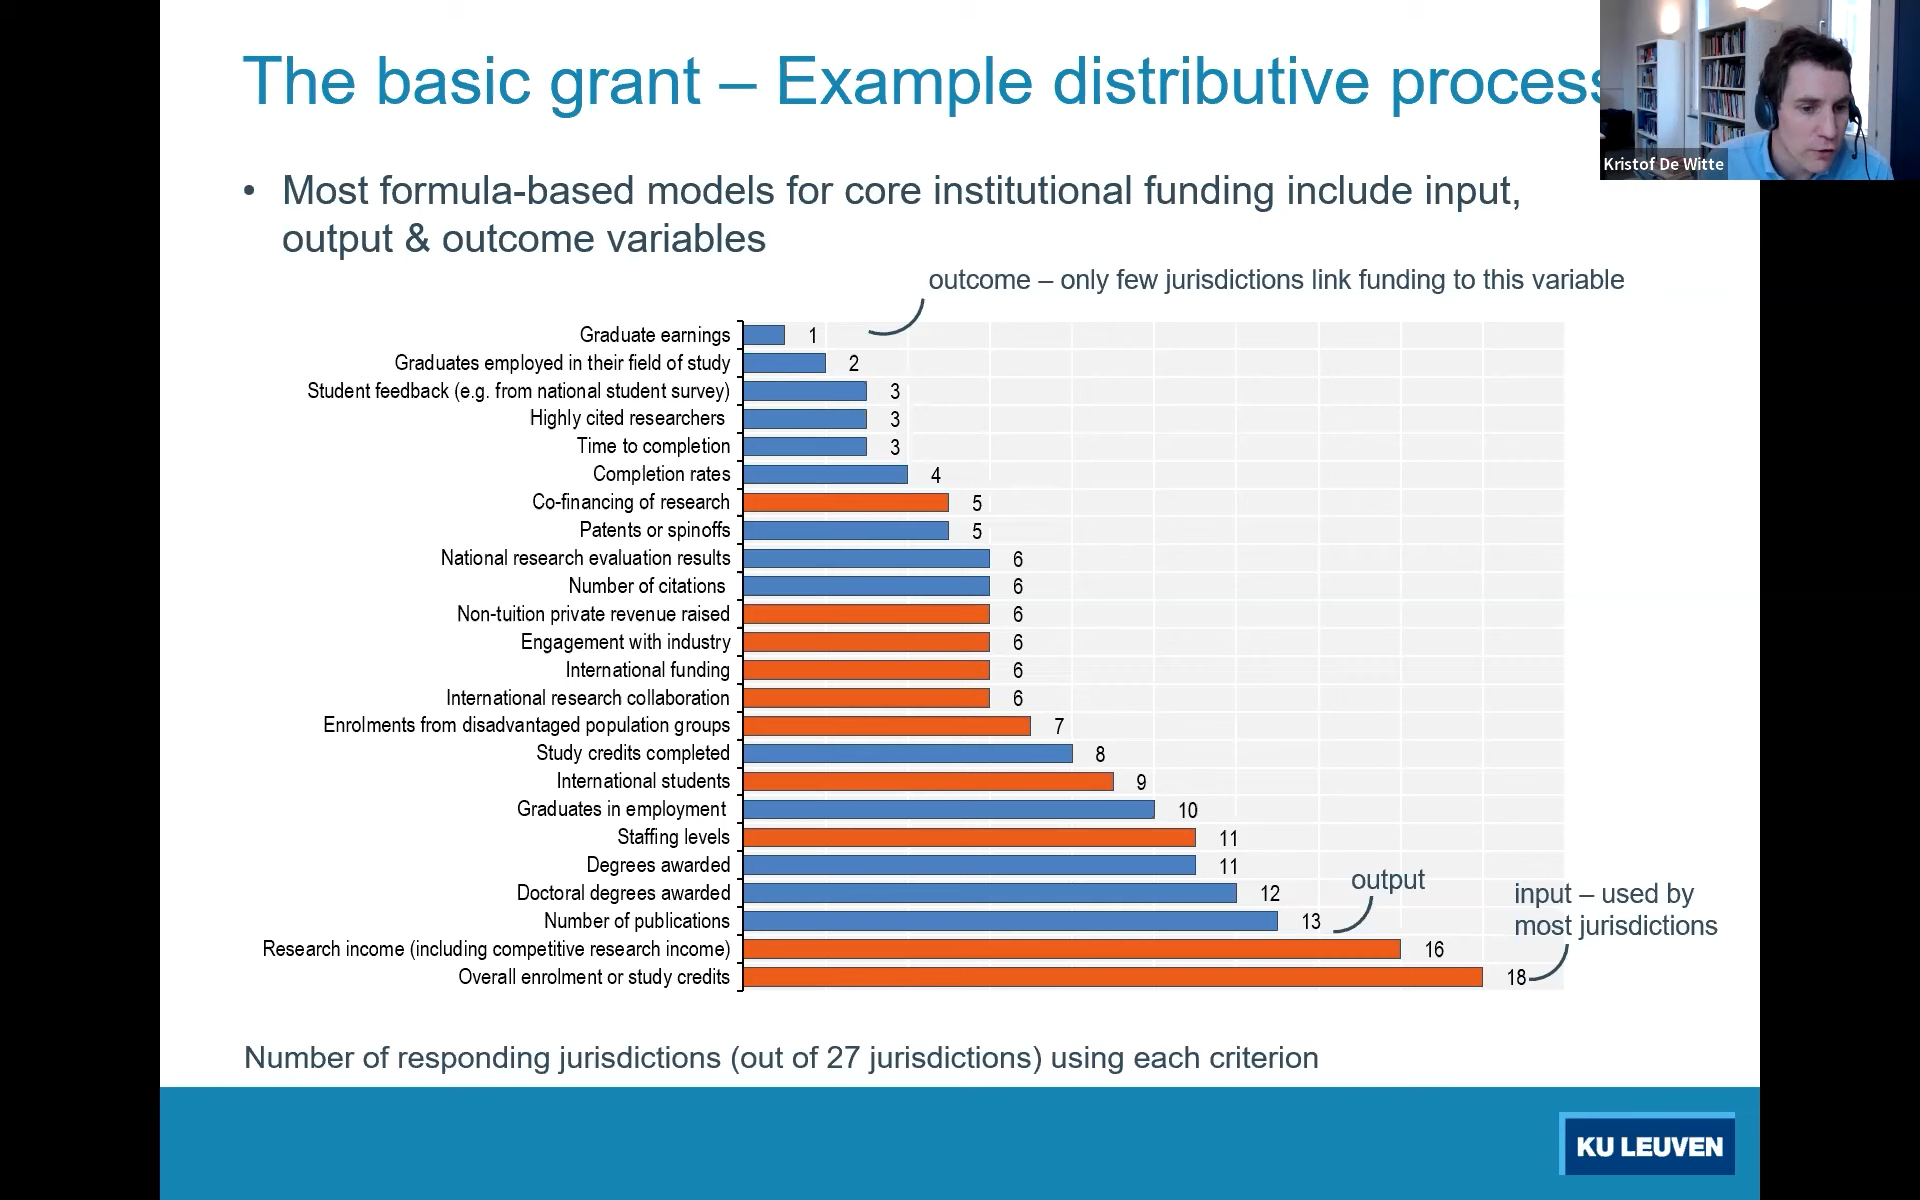 The basic grant – Example distributive process
Kristof De Witte
• Most formula-based models for core institutional funding include input,
output & outcome variables
outcome – only few jurisdictions link funding to this variable
Graduate earnings 1
Graduates employed in their field of study 2
Student feedback (e.g. from national student survey) 3
Highly cited researchers 3
Time to completion 3
Completion rates 4
Co-financing of research 5
Patents or spinoffs 5
National research evaluation results 6
Number of citations 6
Non-tuition private revenue raised 6
Engagement with industry 6
International funding 6
International research collaboration 6
Enrolments from disadvantaged population groups 7
Study credits completed 8
International students 9
Graduates in employment 10
Staffing levels 11
Degrees awarded 11
Doctoral degrees awarded 12
Number of publications 13
Research income (including competitive research income) 16
Overall enrolment or study credits 18
output
input – used by
most jurisdictions
Number of responding jurisdictions (out of 27 jurisdictions) using each criterion
KU LEUVEN